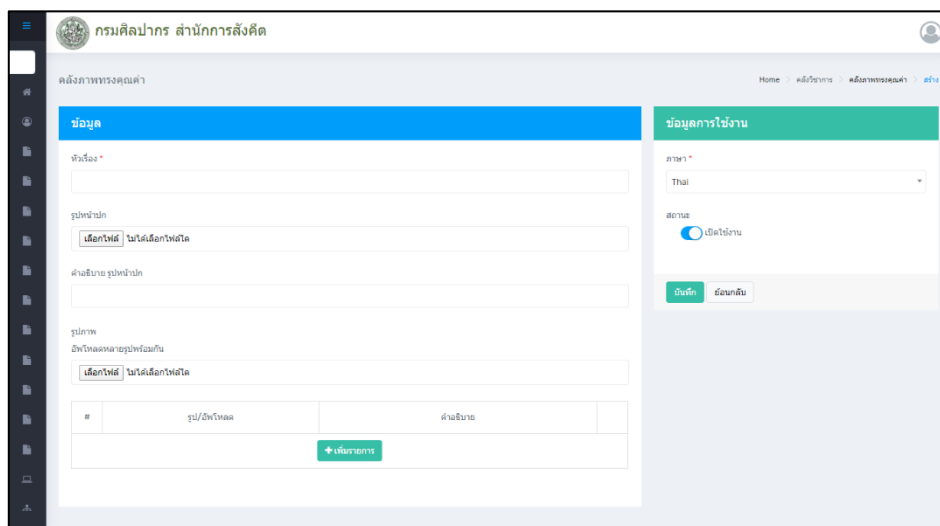 กรมศิลปากร สำนักการสังคีต
คลังภาพทรงคุณค่า
Home > คลังวิชาการ > คลังภาพทรงคุณค่า > สร้าง
ข้อมูล
หัวเรื่อง *
รูปหน้าปก
เลือกไฟล์ ไม่ได้เลือกไฟล์ใด
คำอธิบาย รูปหน้าปก
รูปภาพ
อัพโหลดหลายรูปพร้อมกัน
เลือกไฟล์ ไม่ได้เลือกไฟล์ใด
# รูป/อัพโหลด คำอธิบาย
+ เพิ่มรายการ
ข้อมูลการใช้งาน
ภาษา *
Thai
สถานะ
เปิดใช้งาน
บันทึก ย้อนกลับ